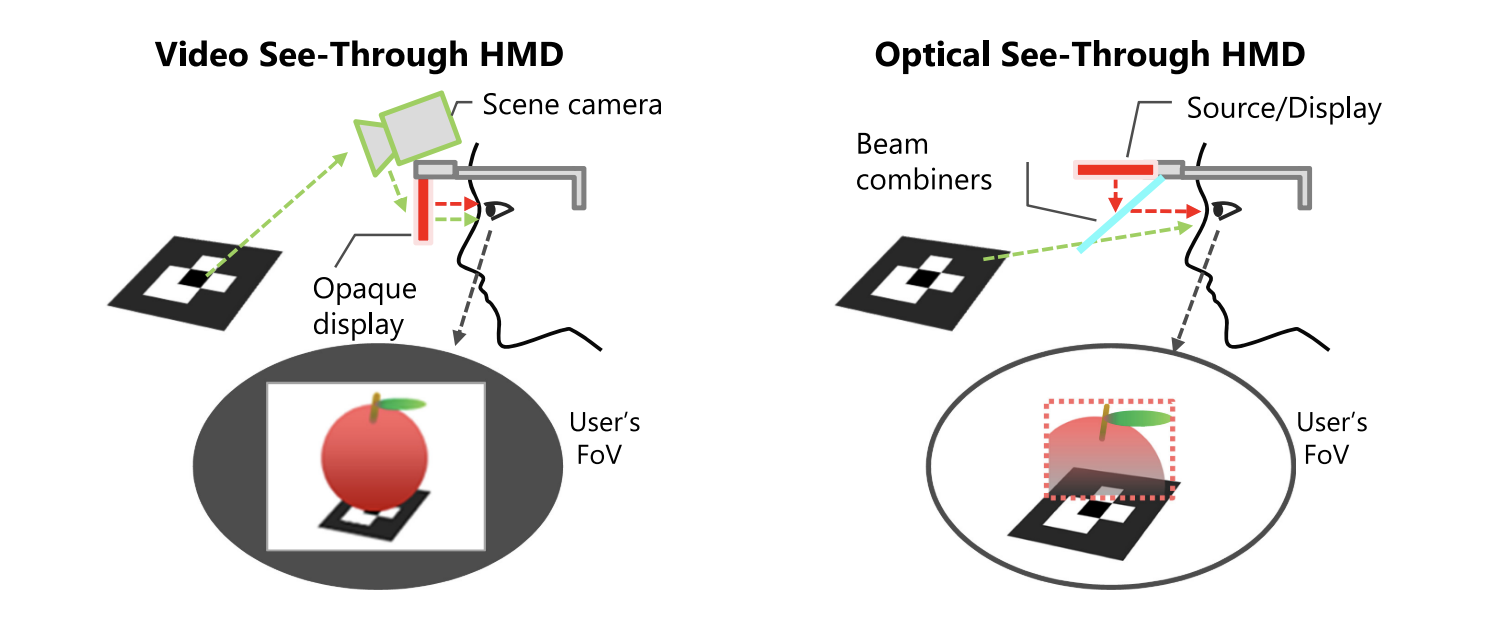 Video See-Through HMD
Scene camera
Opaque
display
User's
FoV
Optical See-Through HMD
Source/Display
Beam
combiners
User's
FoV